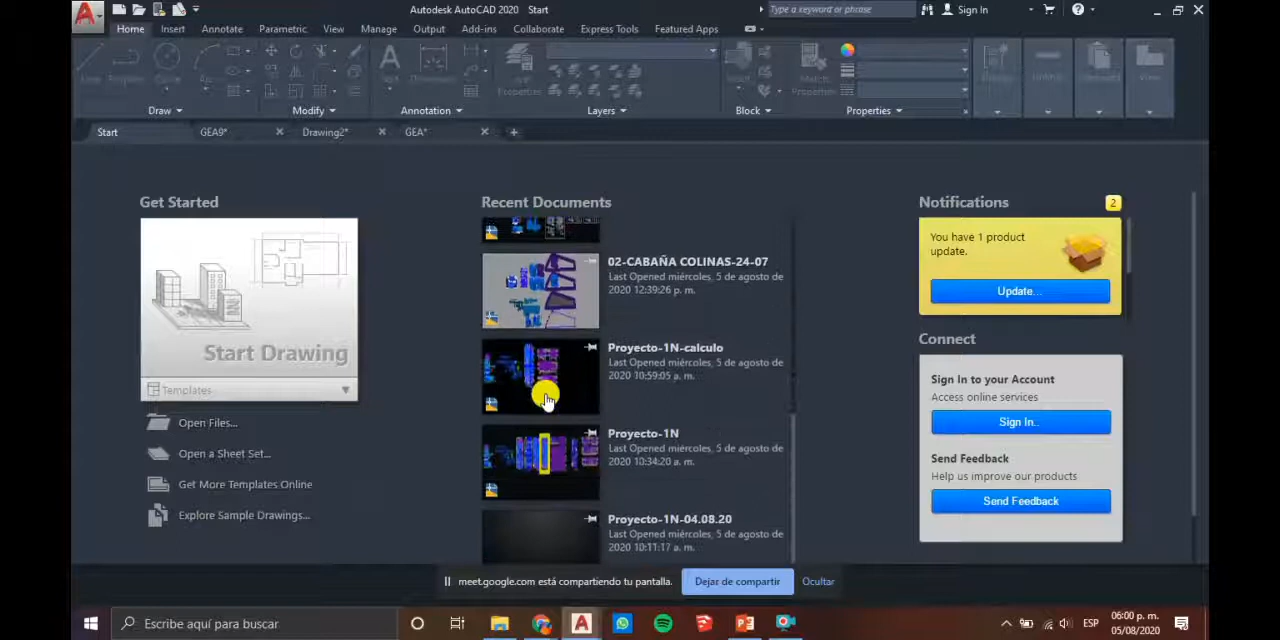 Autodesk AutoCAD 2020 Start
Type a keyword or phrase
Sign In
Home Insert Annotate Parametric View Manage Output Collaborate Add-ins Express Tools Featured Apps
Text
Match
Properties
Draw Modify Annotation Layers Block Properties
Start GEA9* Drawing2* GEA*
Get Started
Start Drawing
Templates
Open Files...
Open a Sheet Set...
Get More Templates Online
Explore Sample Drawings...
Recent Documents
02-CABAÑA COLINAS-24-07
Last Opened miércoles, 5 de agosto de
2020 12:39:26 p. m.
Proyecto-1N-calculo
Last Opened miércoles, 5 de agosto de
2020 10:59:05 a. m.
Proyecto-1N
Last Opened miércoles, 5 de agosto de
2020 10:34:20 a. m.
Proyecto-1N-04.08.20
Last Opened miércoles, 5 de agosto de
2020 10:11:17 a. m.
Notifications 2
You have 1 product
update.
Update...
Connect
Sign In to your Account
Access online services
Sign In..
Send Feedback
Help us improve our products
Send Feedback
meet.google.com está compartiendo tu pantalla. Dejar de compartir Ocultar
Escribe aquí para buscar
ESP
06:00 p. m.
05/08/2020